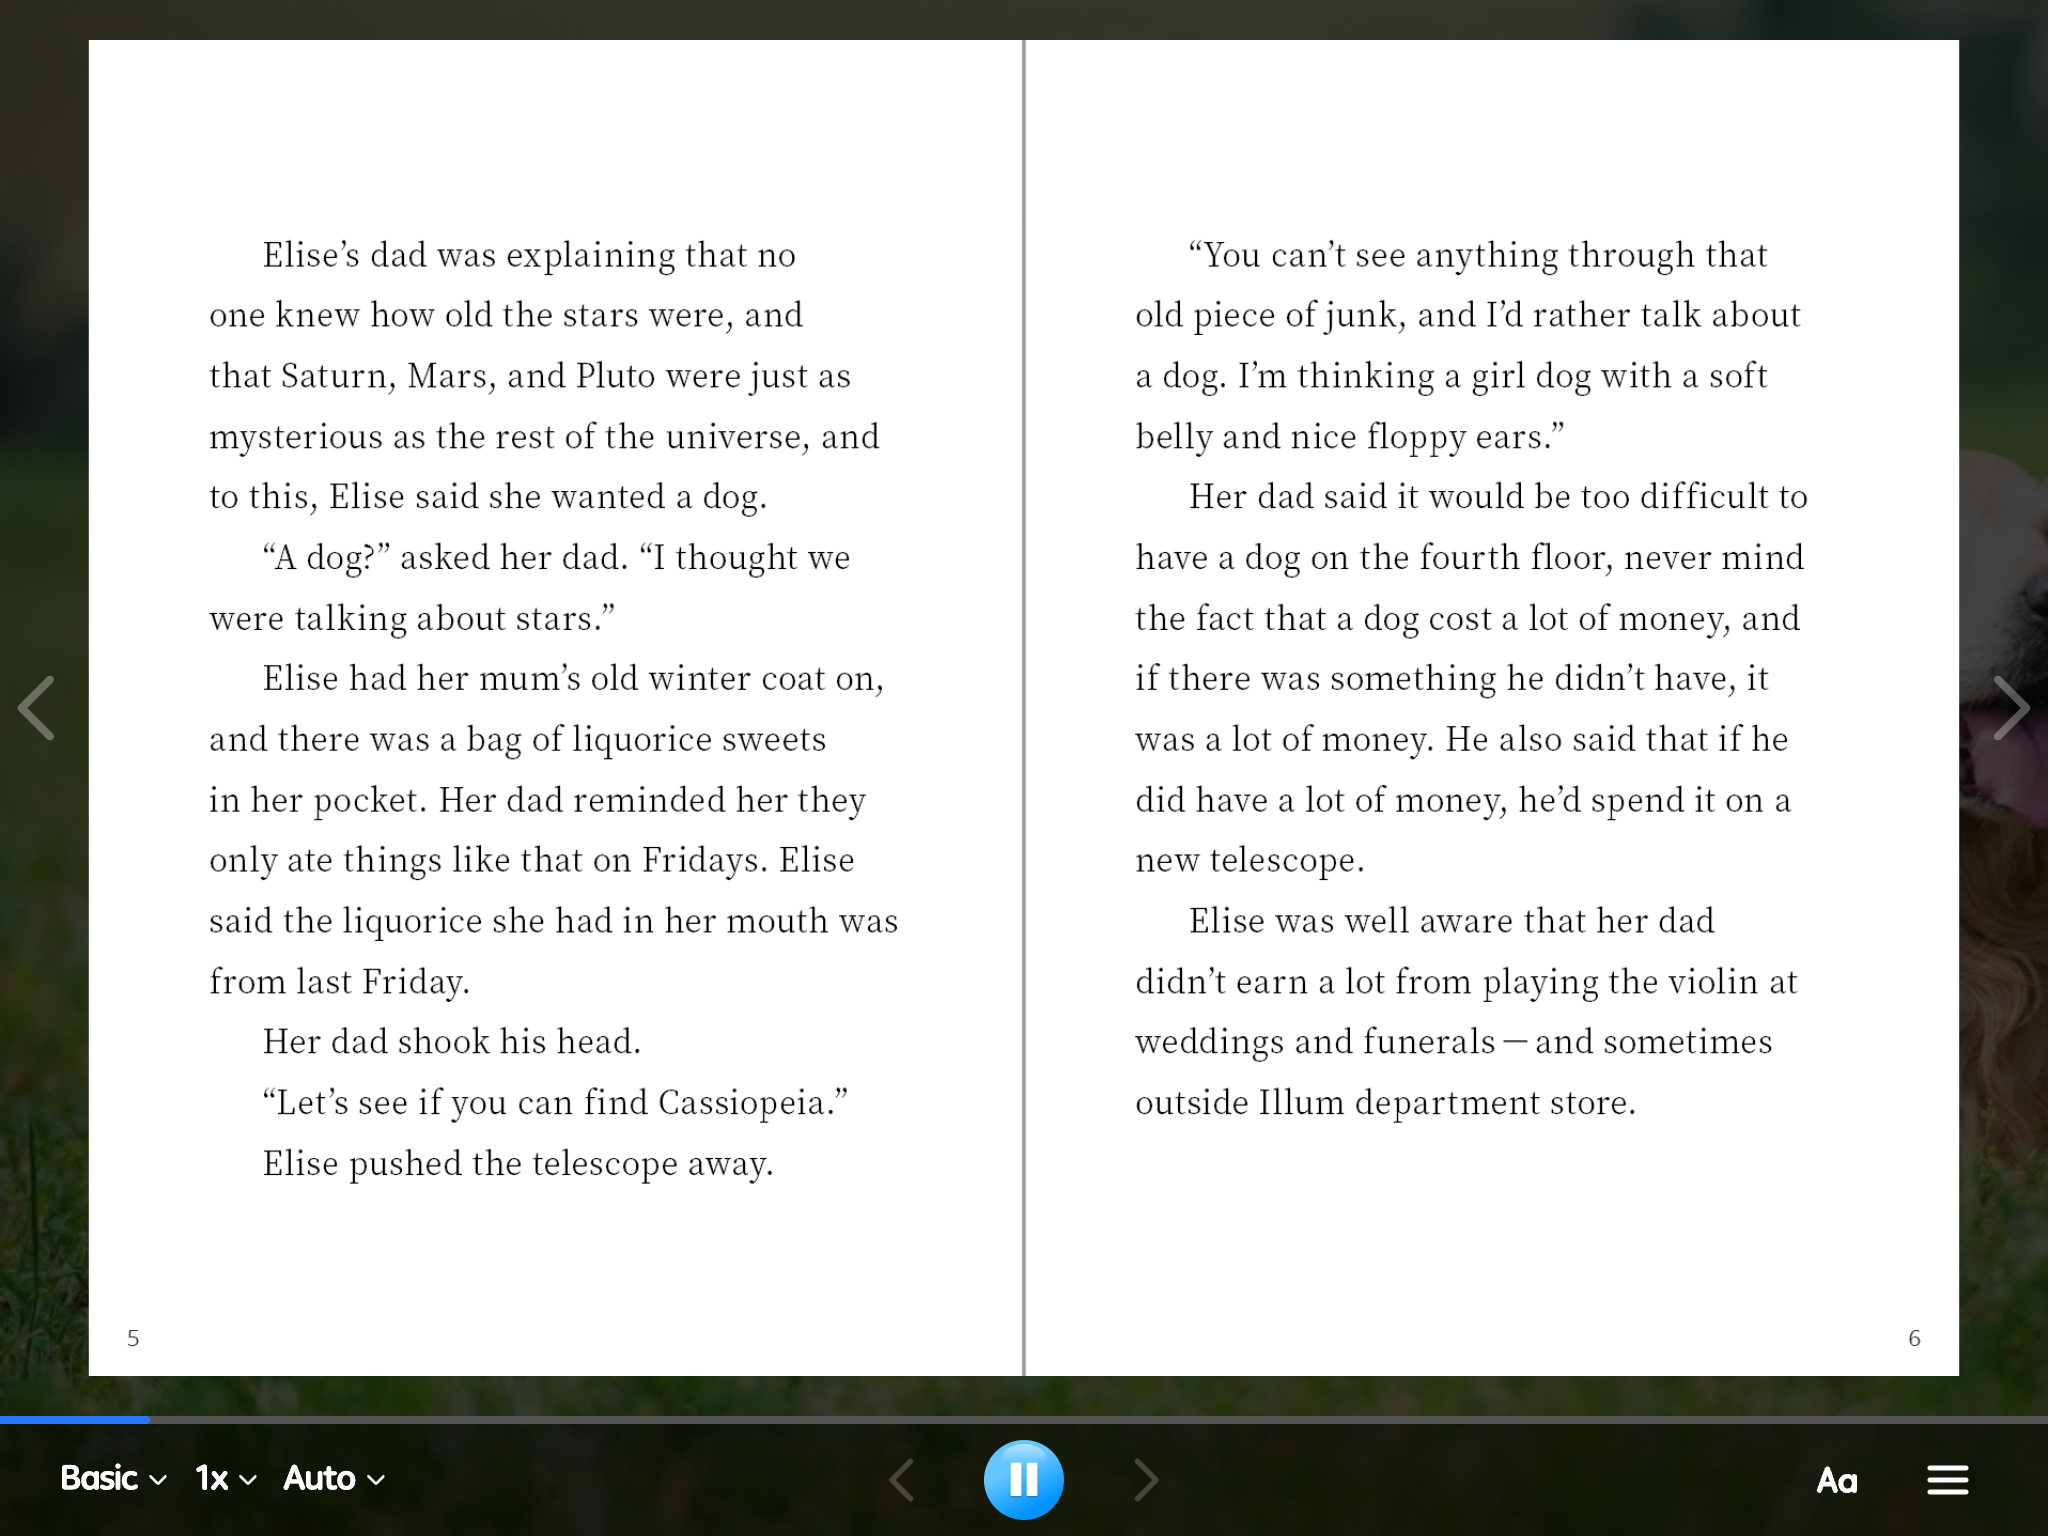 Elise’s dad was explaining that no
one knew how old the stars were, and
that Saturn, Mars, and Pluto were just as
mysterious as the rest of the universe, and
to this, Elise said she wanted a dog.
“A dog?” asked her dad. “I thought we
were talking about stars.”
Elise had her mum’s old winter coat on,
and there was a bag of liquorice sweets
in her pocket. Her dad reminded her they
only ate things like that on Fridays. Elise
said the liquorice she had in her mouth was
from last Friday.
Her dad shook his head.
“Let’s see if you can find Cassiopeia.”
Elise pushed the telescope away.
5
“You can’t see anything through that
old piece of junk, and I’d rather talk about
a dog. I’m thinking a girl dog with a soft
belly and nice floppy ears.”
Her dad said it would be too difficult to
have a dog on the fourth floor, never mind
the fact that a dog cost a lot of money, and
if there was something he didn’t have, it
was a lot of money. He also said that if he
did have a lot of money, he’d spend it on a
new telescope.
Elise was well aware that her dad
didn’t earn a lot from playing the violin at
weddings and funerals — and sometimes
outside Illum department store.
6
Basic 1x Auto Aa